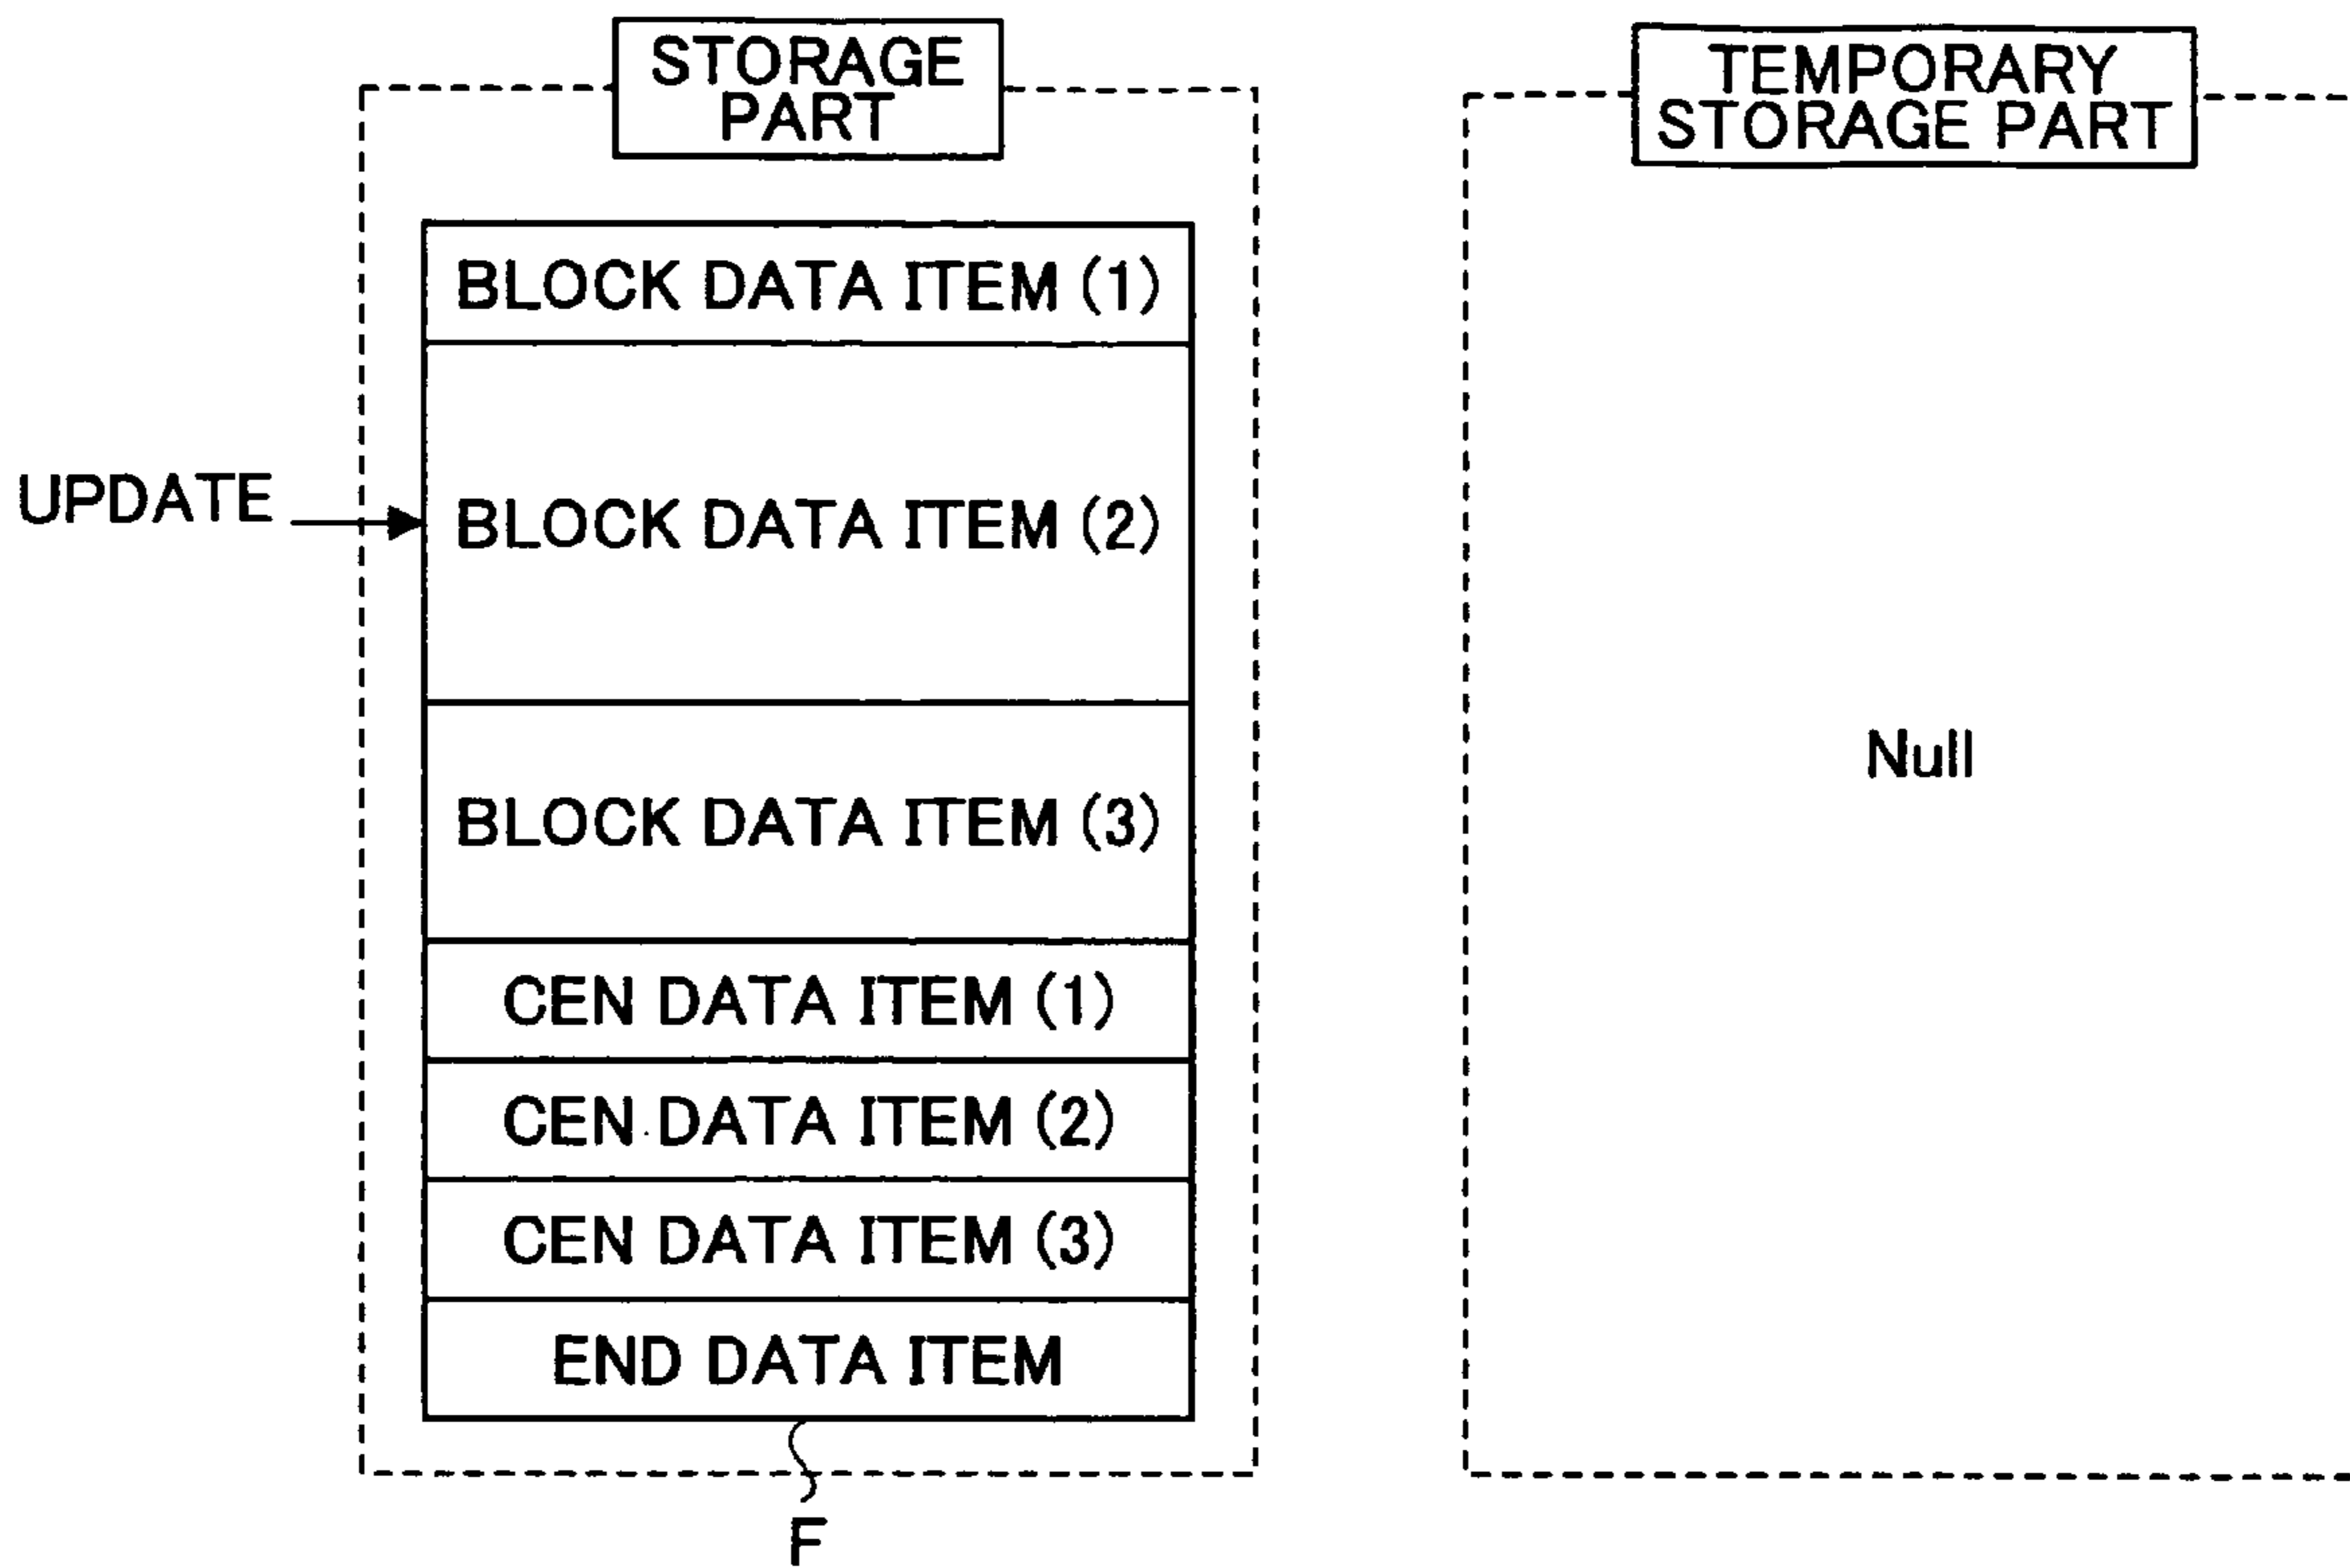 STORAGE
PART
TEMPORARY
STORAGE PART
BLOCK DATA ITEM (1)
UPDATE
BLOCK DATA ITEM (2)
Null
BLOCK DATA ITEM (3)
CEN DATA ITEM (1)
CEN DATA ITEM (2)
CEN DATA ITEM (3)
END DATA ITEM
F